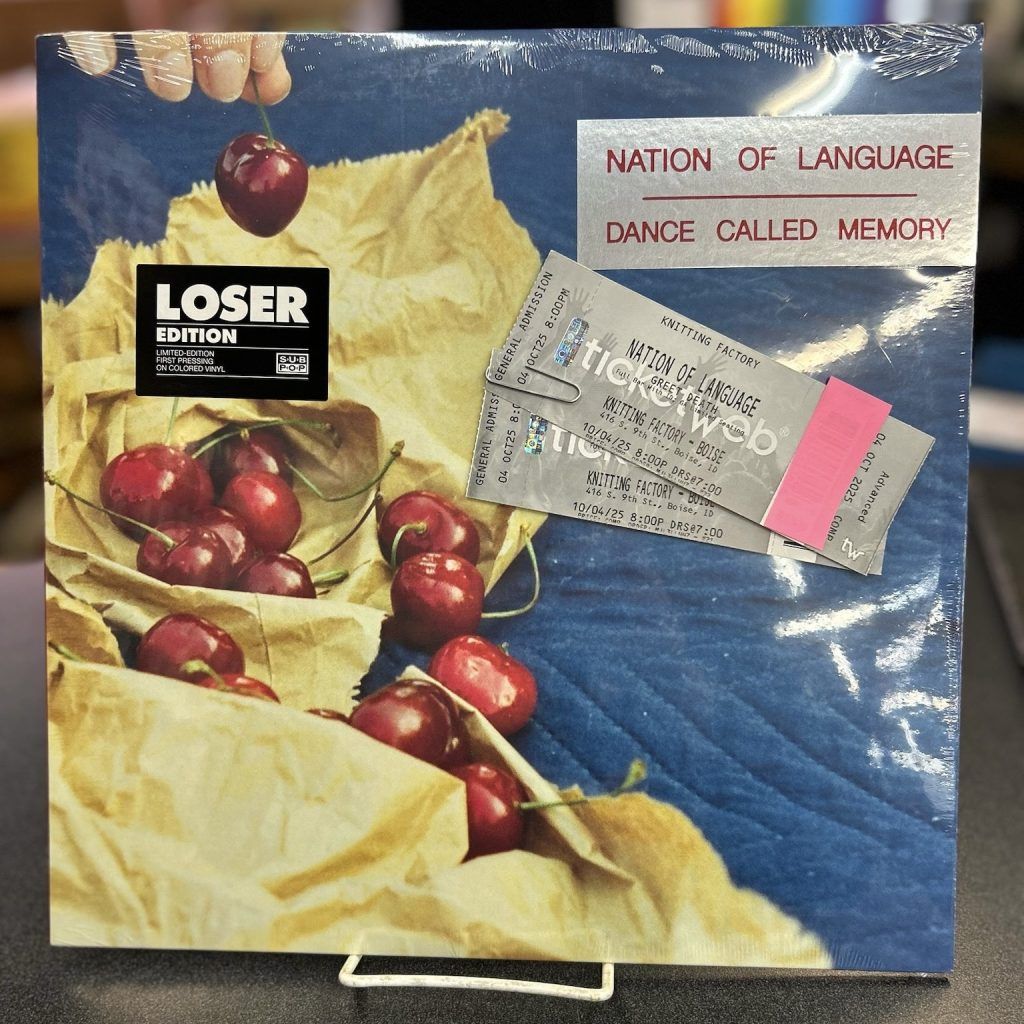 NATION OF LANGUAGE
DANCE CALLED MEMORY
LOSER
EDITION
LIMITED-EDITION
FIRST PRESSING
ON COLORED VINYL
SUB
POP
GENERAL ADMISSION
04 OCT25 8:00PM
KNITTING FACTORY
ticketweb®
NATION OF LANGUAGE
GREET DEATH
KNITTING FACTORY - BOISE
416 S. 9th St., Boise, ID
10/04/25 8:00P DRS@7:00
04 OCT 2025 COMP
Advanced
tw
GENERAL ADMISS
04 OCT25 8:
tic
KNITTING FACTORY - BOISE
416 S. 9th St., Boise, ID
10/04/25 8:00P DRS@7:00